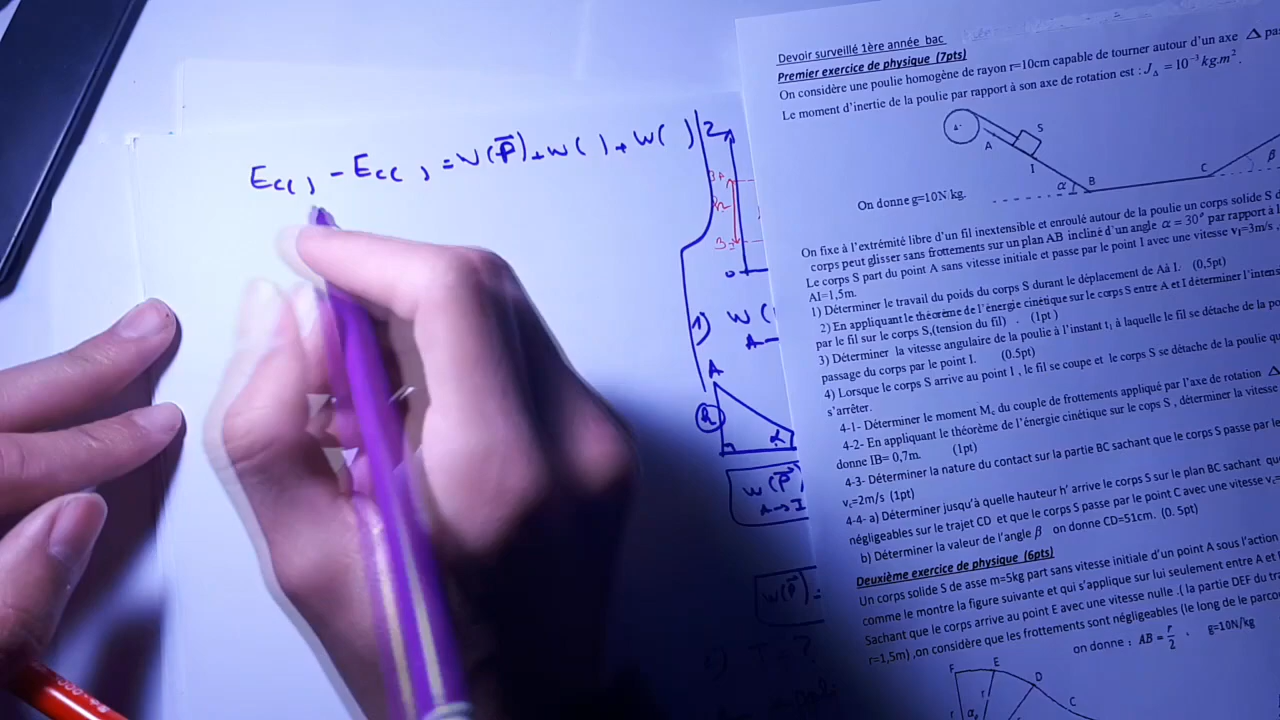 E_C( ) - E_C( ) = W(P⃗) + W( ) + W( )
2
B
h
B
0
1) W(
A
A
h
α
W(P⃗)
A→I
W(P⃗) =
2) T = ?
Devoir surveillé 1ère année bac
Premier exercice de physique (7pts)
On considère une poulie homogène de rayon r=10cm capable de tourner autour d'un axe Δ pa
Le moment d'inertie de la poulie par rapport à son axe de rotation est : J_Δ = 10⁻³ kg.m².
S
A
I
α
B
C
β
On donne g=10N/kg.
On fixe à l'extrémité libre d'un fil inextensible et enroulé autour de la poulie un corps solide S d
corps peut glisser sans frottements sur un plan AB incliné d'un angle α = 30° par rapport à l
Le corps S part du point A sans vitesse initiale et passe par le point I avec une vitesse v_I=3m/s ,
AI=1,5m.
1) Déterminer le travail du poids du corps S durant le déplacement de A à I. (0,5pt)
2) En appliquant le théorème de l'énergie cinétique sur le corps S entre A et I déterminer l'intens
par le fil sur le corps S,(tension du fil) . (1pt )
3) Déterminer la vitesse angulaire de la poulie à l'instant t₁ à laquelle le fil se détache de la po
passage du corps par le point I. (0.5pt)
4) Lorsque le corps S arrive au point I , le fil se coupe et le corps S se détache de la poulie qu
s'arrêter.
4-1- Déterminer le moment M_c du couple de frottements appliqué par l'axe de rotation Δ
4-2- En appliquant le théorème de l'énergie cinétique sur le cops S , déterminer la vitesse
donne IB= 0,7m. (1pt)
4-3- Déterminer la nature du contact sur la partie BC sachant que le corps S passe par le
v_c=2m/s (1pt)
4-4- a) Déterminer jusqu'à quelle hauteur h' arrive le corps S sur le plan BC sachant qu
négligeables sur le trajet CD et que le corps S passe par le point C avec une vitesse v_c
b) Déterminer la valeur de l'angle β on donne CD=51cm. (0. 5pt)
Deuxième exercice de physique (6pts)
Un corps solide S de asse m=5kg part sans vitesse initiale d'un point A sous l'action
comme le montre la figure suivante et qui s'applique sur lui seulement entre A et
Sachant que le corps arrive au point E avec une vitesse nulle .( la partie DEF du tra
r=1,5m) ,on considère que les frottements sont négligeables (le long de le parco
on donne : AB = r/2 , g=10N/kg
F
E
D
C
r
r
α